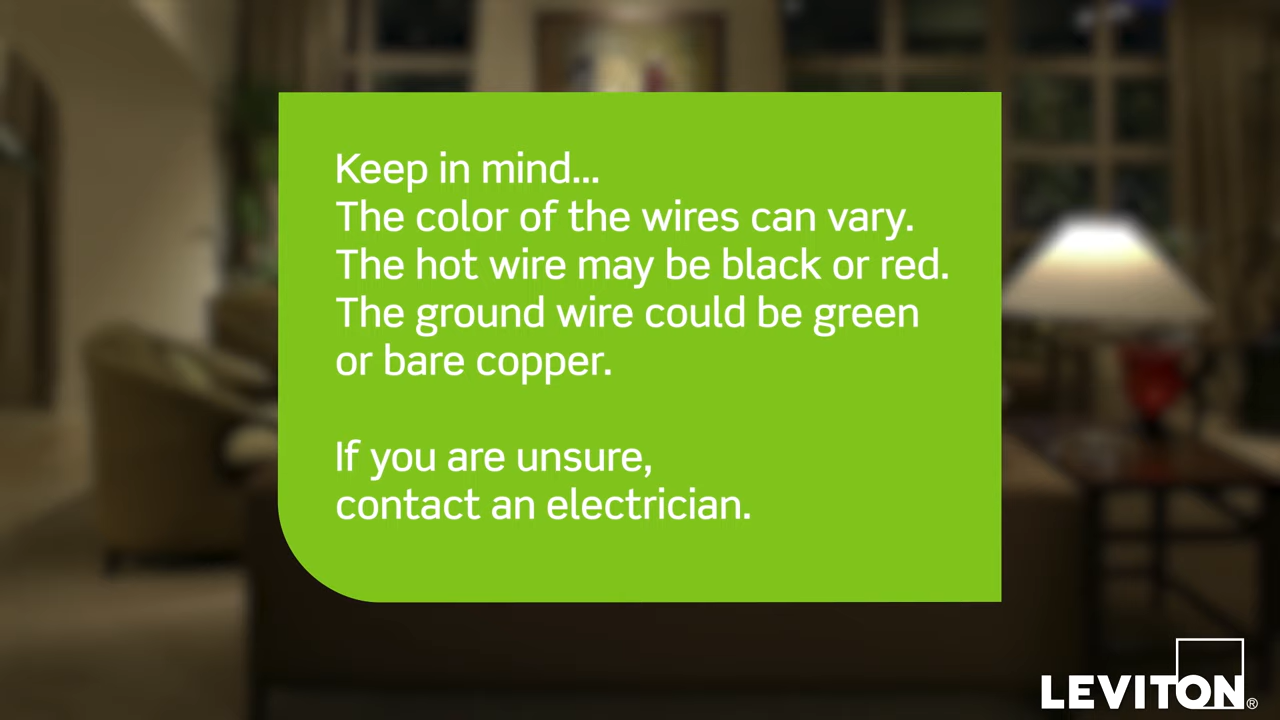 Keep in mind...
The color of the wires can vary.
The hot wire may be black or red.
The ground wire could be green
or bare copper.
If you are unsure,
contact an electrician.
LEVITON®